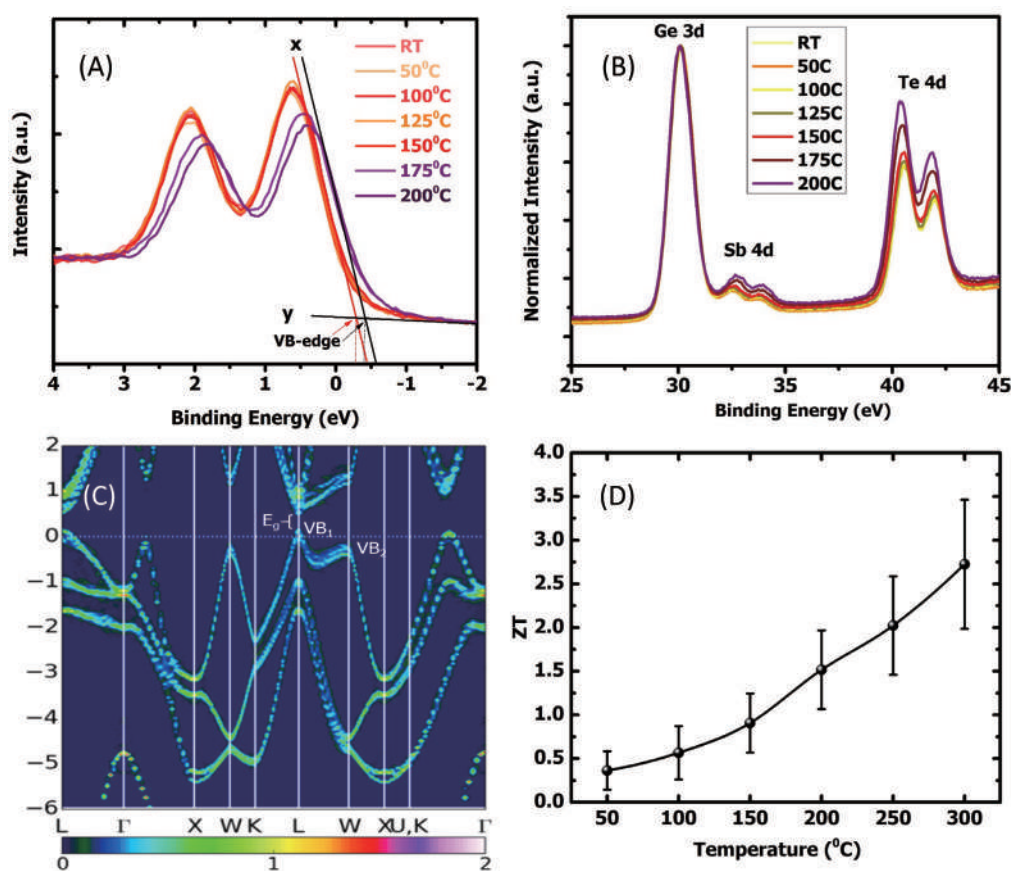 (A)
x
RT
50⁰C
100⁰C
125⁰C
150⁰C
175⁰C
200⁰C
y
VB-edge
Intensity (a.u.)
4 3 2 1 0 -1 -2
Binding Energy (eV)
(B)
Ge 3d
Sb 4d
Te 4d
RT
50C
100C
125C
150C
175C
200C
Normalized Intensity (a.u.)
25 30 35 40 45
Binding Energy (eV)
(C)
2
1
0
−1
−2
−3
−4
−5
−6
E₉
VB₁
VB₂
L Γ X W K L W X U,K Γ
0 1 2
(D)
4.0
3.5
3.0
2.5
2.0
1.5
1.0
0.5
0.0
ZT
50 100 150 200 250 300
Temperature (⁰C)